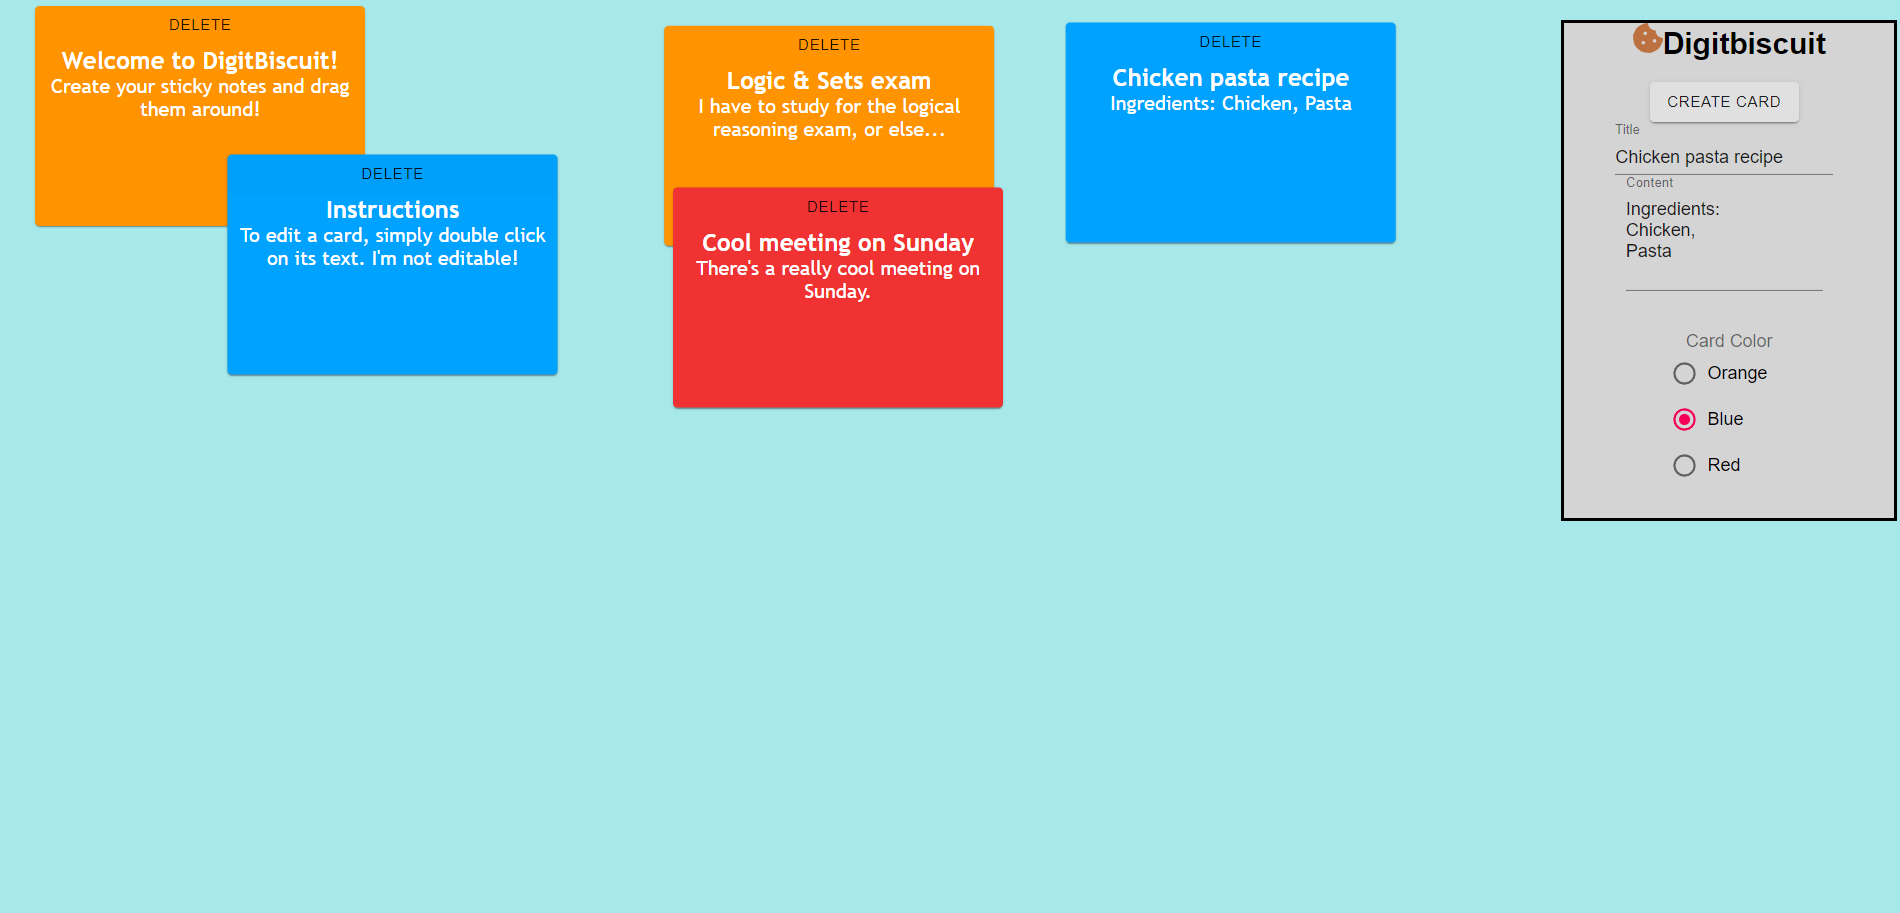 DELETE
Welcome to DigitBiscuit!
Create your sticky notes and drag
them around!
DELETE
Instructions
To edit a card, simply double click
on its text. I'm not editable!
DELETE
Logic & Sets exam
I have to study for the logical
reasoning exam, or else...
DELETE
Cool meeting on Sunday
There's a really cool meeting on
Sunday.
DELETE
Chicken pasta recipe
Ingredients: Chicken, Pasta
Digitbiscuit
CREATE CARD
Title
Chicken pasta recipe
Content
Ingredients:
Chicken,
Pasta
Card Color
Orange
Blue
Red